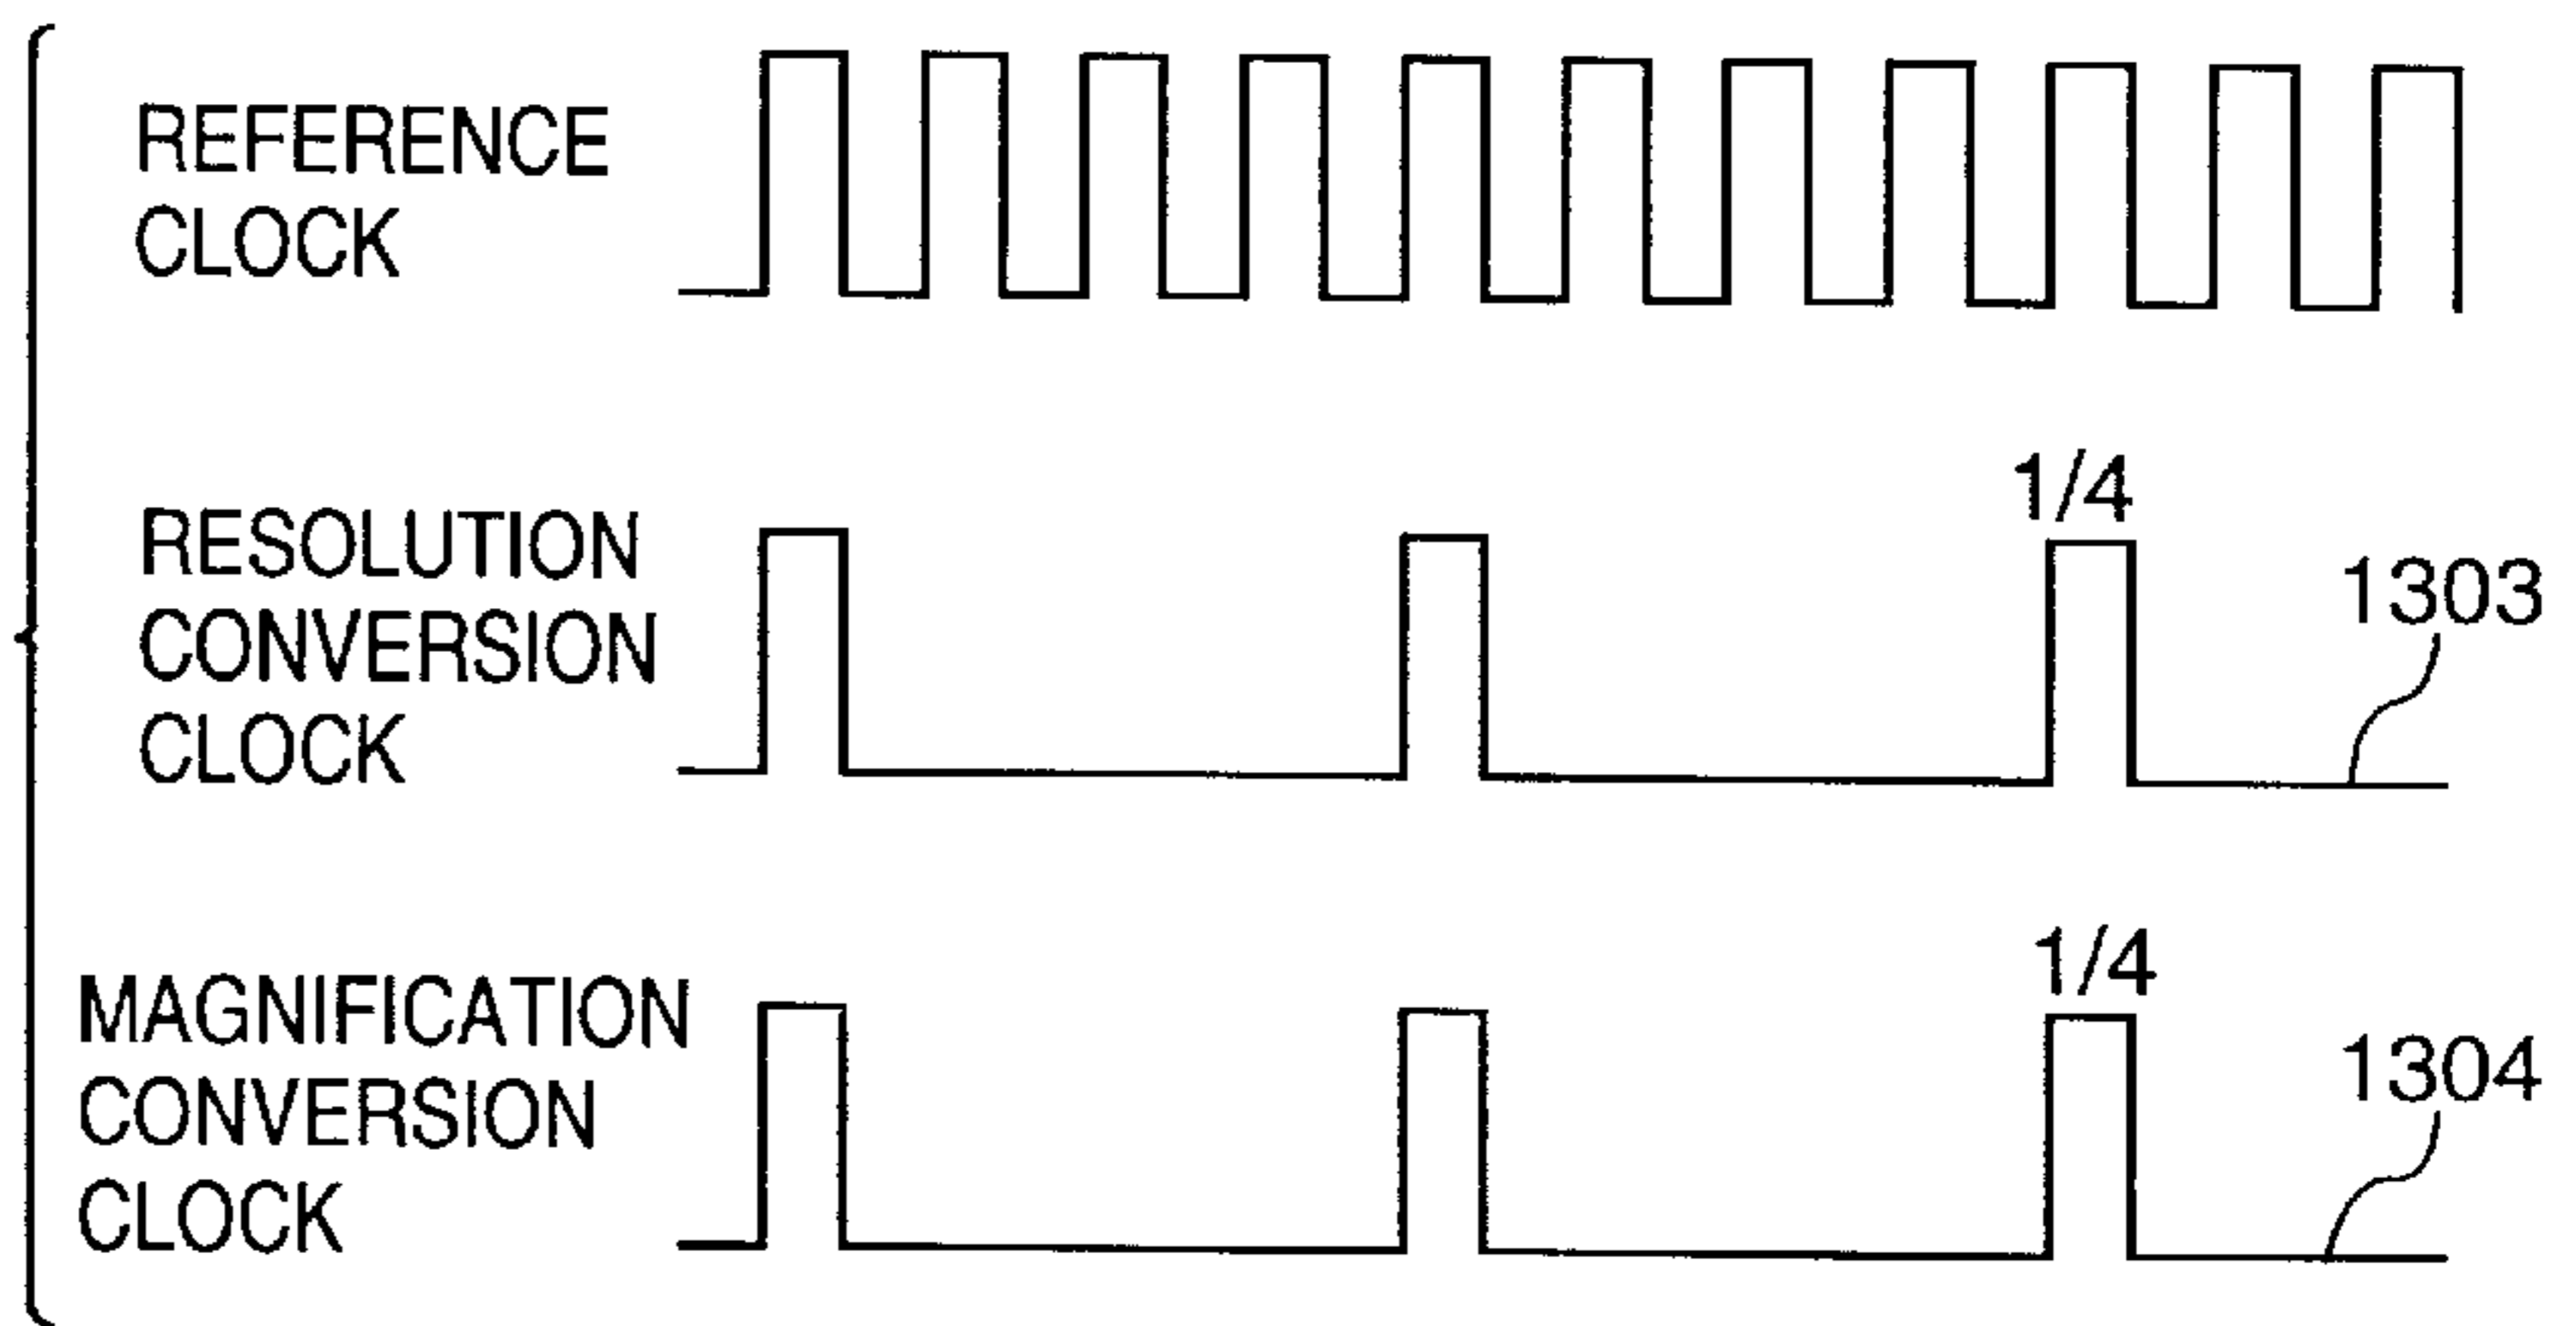 REFERENCE
CLOCK
1/4
RESOLUTION
CONVERSION
CLOCK
1303
1/4
MAGNIFICATION
CONVERSION
CLOCK
1304